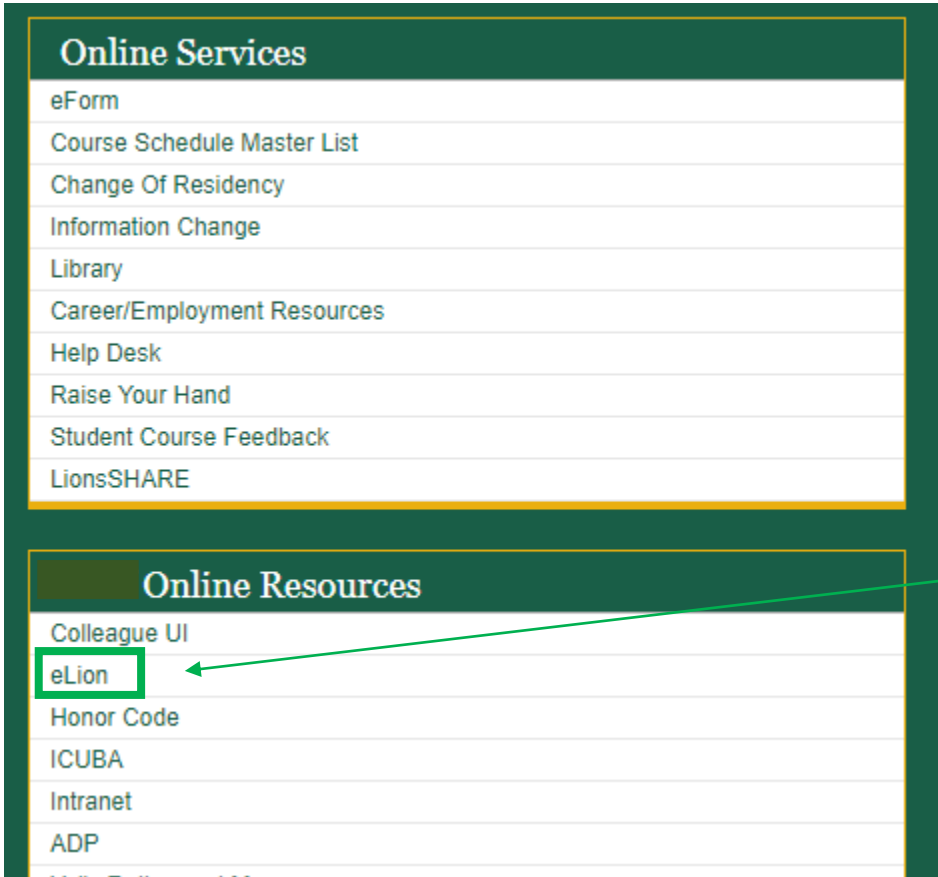 Online Services
eForm
Course Schedule Master List
Change Of Residency
Information Change
Library
Career/Employment Resources
Help Desk
Raise Your Hand
Student Course Feedback
LionsSHARE
Online Resources
Colleague UI
eLion
Honor Code
ICUBA
Intranet
ADP